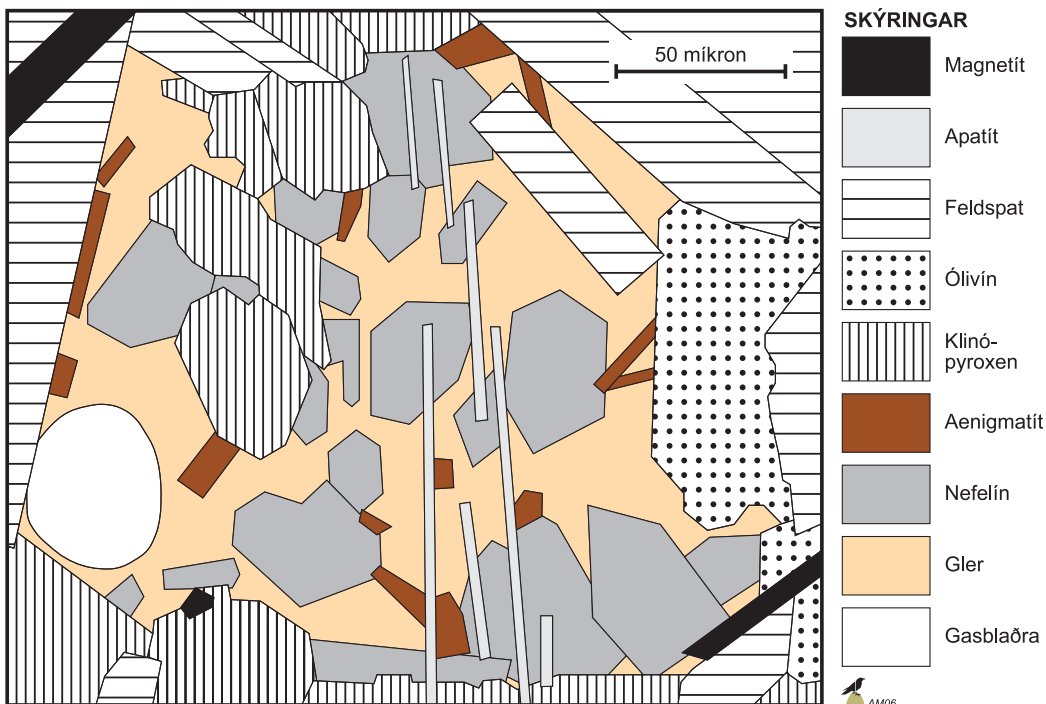 50 míkron
SKÝRINGAR
Magnetít
Apatít
Feldspat
Ólivín
Klinó-
pyroxen
Aenigmatít
Nefelín
Gler
Gasblaðra
AM06